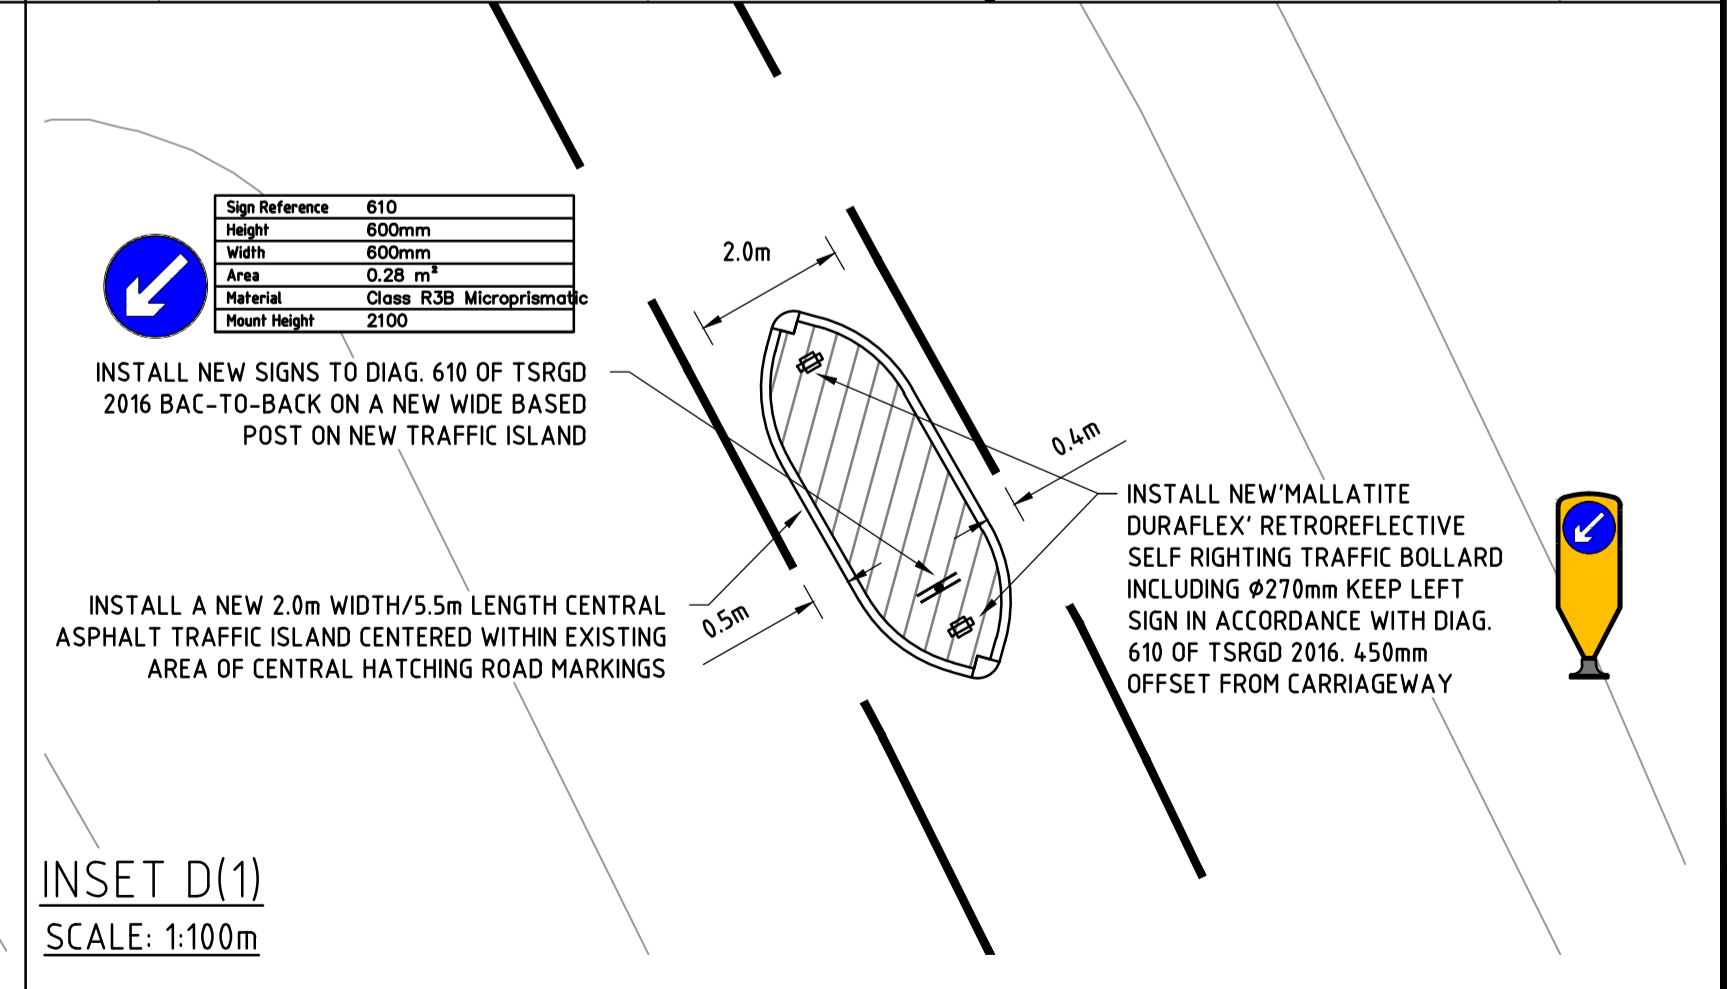 Sign Reference 610
Height 600mm
Width 600mm
Area 0.28 m²
Material Class R3B Microprismatic
Mount Height 2100
INSTALL NEW SIGNS TO DIAG. 610 OF TSRGD
2016 BAC-TO-BACK ON A NEW WIDE BASED
POST ON NEW TRAFFIC ISLAND
2.0m
0.4m
INSTALL NEW'MALLATITE
DURAFLEX' RETROREFLECTIVE
SELF RIGHTING TRAFFIC BOLLARD
INCLUDING Ø270mm KEEP LEFT
SIGN IN ACCORDANCE WITH DIAG.
610 OF TSRGD 2016. 450mm
OFFSET FROM CARRIAGEWAY
INSTALL A NEW 2.0m WIDTH/5.5m LENGTH CENTRAL
ASPHALT TRAFFIC ISLAND CENTERED WITHIN EXISTING
AREA OF CENTRAL HATCHING ROAD MARKINGS
0.5m
INSET D(1)
SCALE: 1:100m